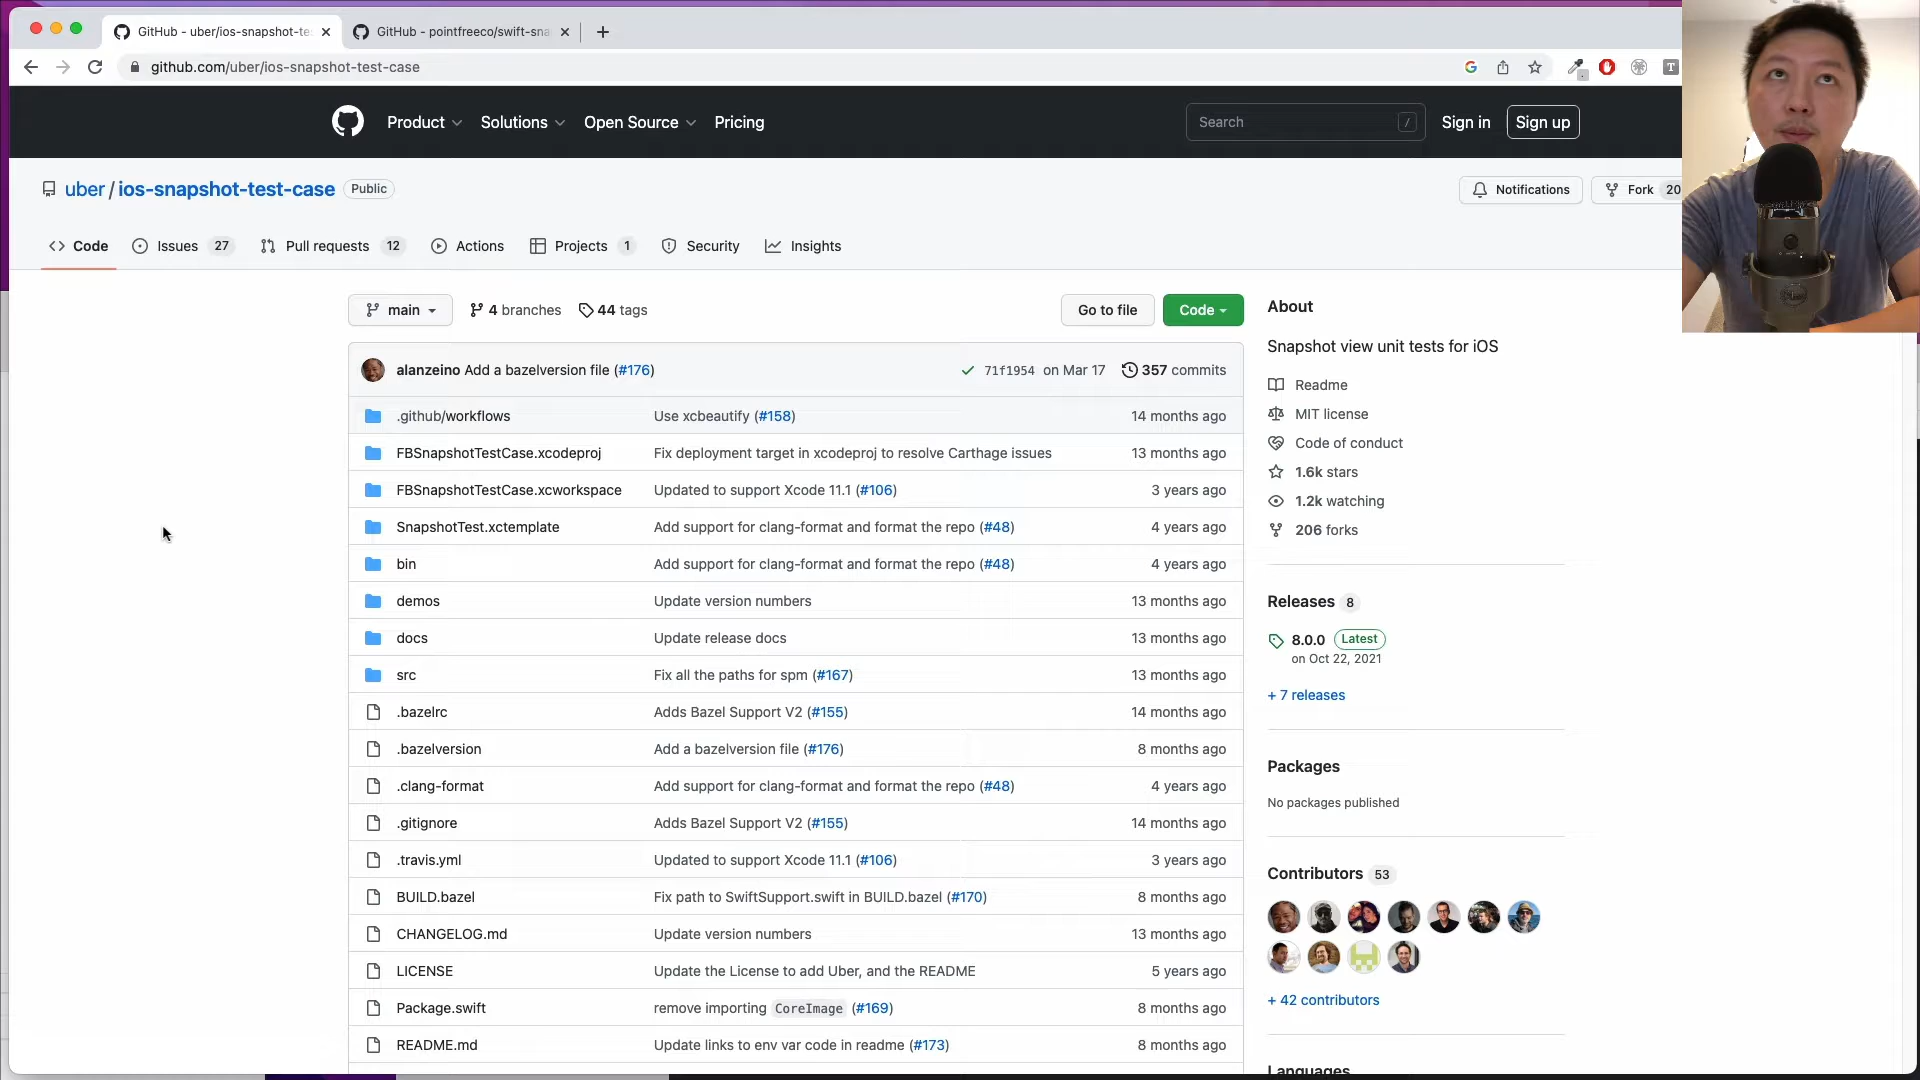 GitHub - uber/ios-snapshot-te
GitHub - pointfreeco/swift-sna
github.com/uber/ios-snapshot-test-case
Product
Solutions
Open Source
Pricing
Search
/
Sign in
Sign up
uber / ios-snapshot-test-case Public
Notifications
Fork 20
Code
Issues 27
Pull requests 12
Actions
Projects 1
Security
Insights
main
4 branches
44 tags
Go to file
Code
alanzeino Add a bazelversion file (#176) 71f1954 on Mar 17 357 commits
.github/workflows Use xcbeautify (#158) 14 months ago
FBSnapshotTestCase.xcodeproj Fix deployment target in xcodeproj to resolve Carthage issues 13 months ago
FBSnapshotTestCase.xcworkspace Updated to support Xcode 11.1 (#106) 3 years ago
SnapshotTest.xctemplate Add support for clang-format and format the repo (#48) 4 years ago
bin Add support for clang-format and format the repo (#48) 4 years ago
demos Update version numbers 13 months ago
docs Update release docs 13 months ago
src Fix all the paths for spm (#167) 13 months ago
.bazelrc Adds Bazel Support V2 (#155) 14 months ago
.bazelversion Add a bazelversion file (#176) 8 months ago
.clang-format Add support for clang-format and format the repo (#48) 4 years ago
.gitignore Adds Bazel Support V2 (#155) 14 months ago
.travis.yml Updated to support Xcode 11.1 (#106) 3 years ago
BUILD.bazel Fix path to SwiftSupport.swift in BUILD.bazel (#170) 8 months ago
CHANGELOG.md Update version numbers 13 months ago
LICENSE Update the License to add Uber, and the README 5 years ago
Package.swift remove importing CoreImage (#169) 8 months ago
README.md Update links to env var code in readme (#173) 8 months ago
About
Snapshot view unit tests for iOS
Readme
MIT license
Code of conduct
1.6k stars
1.2k watching
206 forks
Releases 8
8.0.0 Latest
on Oct 22, 2021
+ 7 releases
Packages
No packages published
Contributors 53
+ 42 contributors
Languages